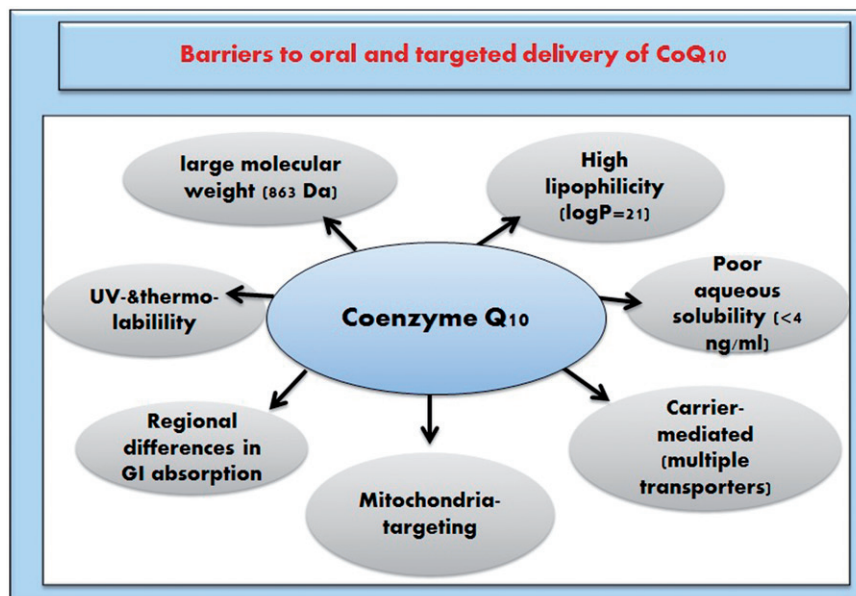 Barriers to oral and targeted delivery of CoQ10
large molecular
weight (863 Da)
High
lipophilicity
(logP=21)
UV-&thermo-
labilility
Coenzyme Q10
Poor
aqueous
solubility (<4
ng/ml)
Regional
differences in
GI absorption
Mitochondria-
targeting
Carrier-
mediated
(multiple
transporters)